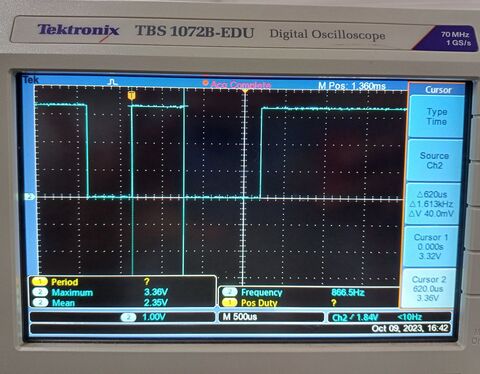 Tektronix TBS 1072B-EDU Digital Oscilloscope 70 MHz
1 GS/s
Tek Acq Complete M Pos: 1.360ms Cursor
Type
Time
Source
Ch2
△620us
△1.613kHz
△V 40.0mV
Cursor 1
0.000s
3.32V
Cursor 2
620.0us
3.36V
1 Period ?
2 Maximum 3.36V 2 Frequency 866.5Hz
2 Mean 2.35V 1 Pos Duty ?
2 1.00V M 500us Ch2 / 1.84V <10Hz
Oct 09, 2023, 16:42